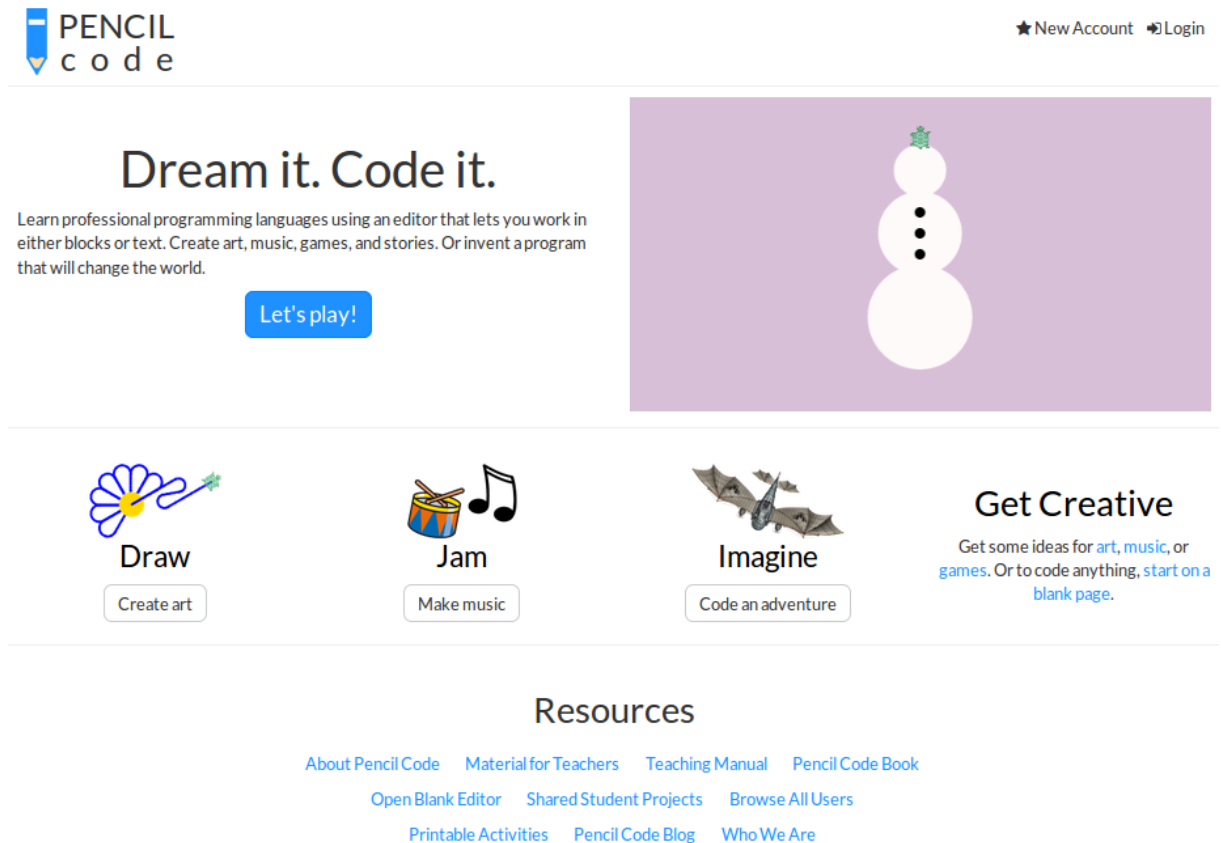 PENCIL
code
New Account Login
Dream it. Code it.
Learn professional programming languages using an editor that lets you work in
either blocks or text. Create art, music, games, and stories. Or invent a program
that will change the world.
Let's play!
Draw
Create art
Jam
Make music
Imagine
Code an adventure
Get Creative
Get some ideas for art, music, or
games. Or to code anything, start on a
blank page.
Resources
About Pencil Code Material for Teachers Teaching Manual Pencil Code Book
Open Blank Editor Shared Student Projects Browse All Users
Printable Activities Pencil Code Blog Who We Are